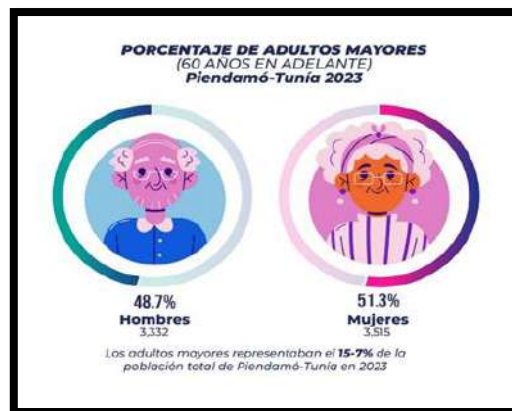 PORCENTAJE DE ADULTOS MAYORES
(60 AÑOS EN ADELANTE)
Piendamó-Tunía 2023
48.7%
Hombres
3,332
51.3%
Mujeres
3,515
Los adultos mayores representaban el 15-7% de la
población total de Piendamó-Tunía en 2023